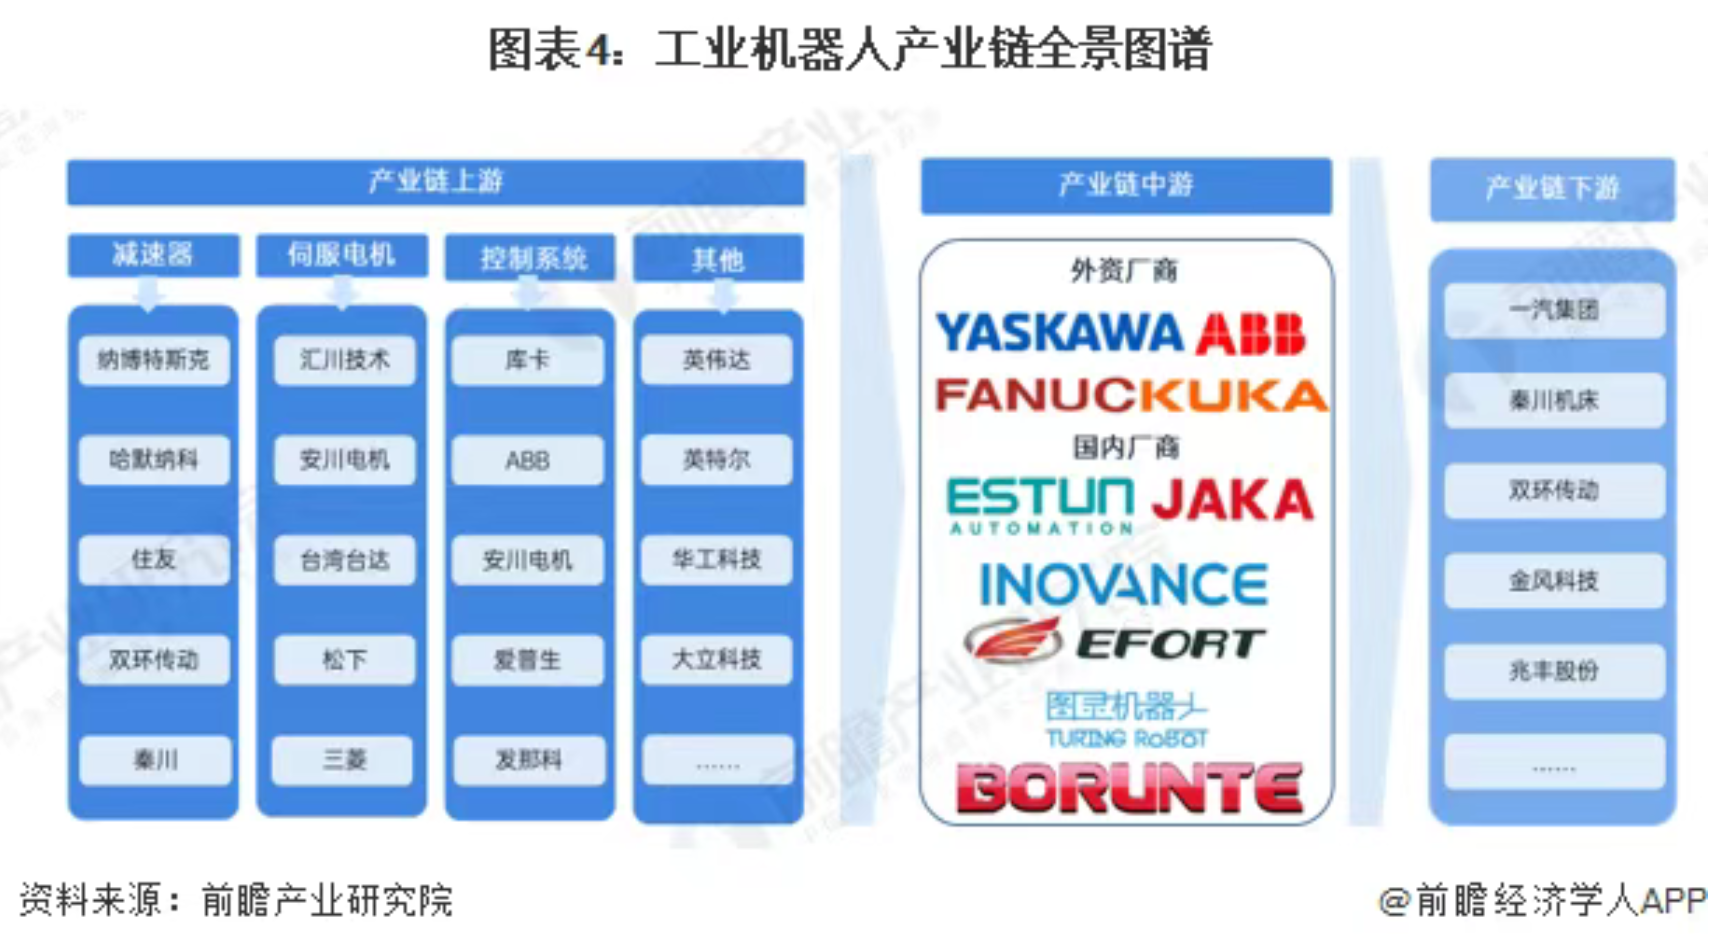 图表4：工业机器人产业链全景图谱
产业链上游
减速器
纳博特斯克
哈默纳科
住友
双环传动
秦川
伺服电机
汇川技术
安川电机
台湾台达
松下
三菱
控制系统
库卡
ABB
安川电机
爱普生
发那科
其他
英伟达
英特尔
华工科技
大立科技
……
产业链中游
外资厂商
YASKAWA ABB
FANUC KUKA
国内厂商
ESTUN JAKA
AUTOMATION
INOVANCE
EFORT
图灵机器人
TURING ROBOT
BORUNTE
产业链下游
一汽集团
秦川机床
双环传动
金风科技
兆丰股份
……
资料来源：前瞻产业研究院
@前瞻经济学人APP